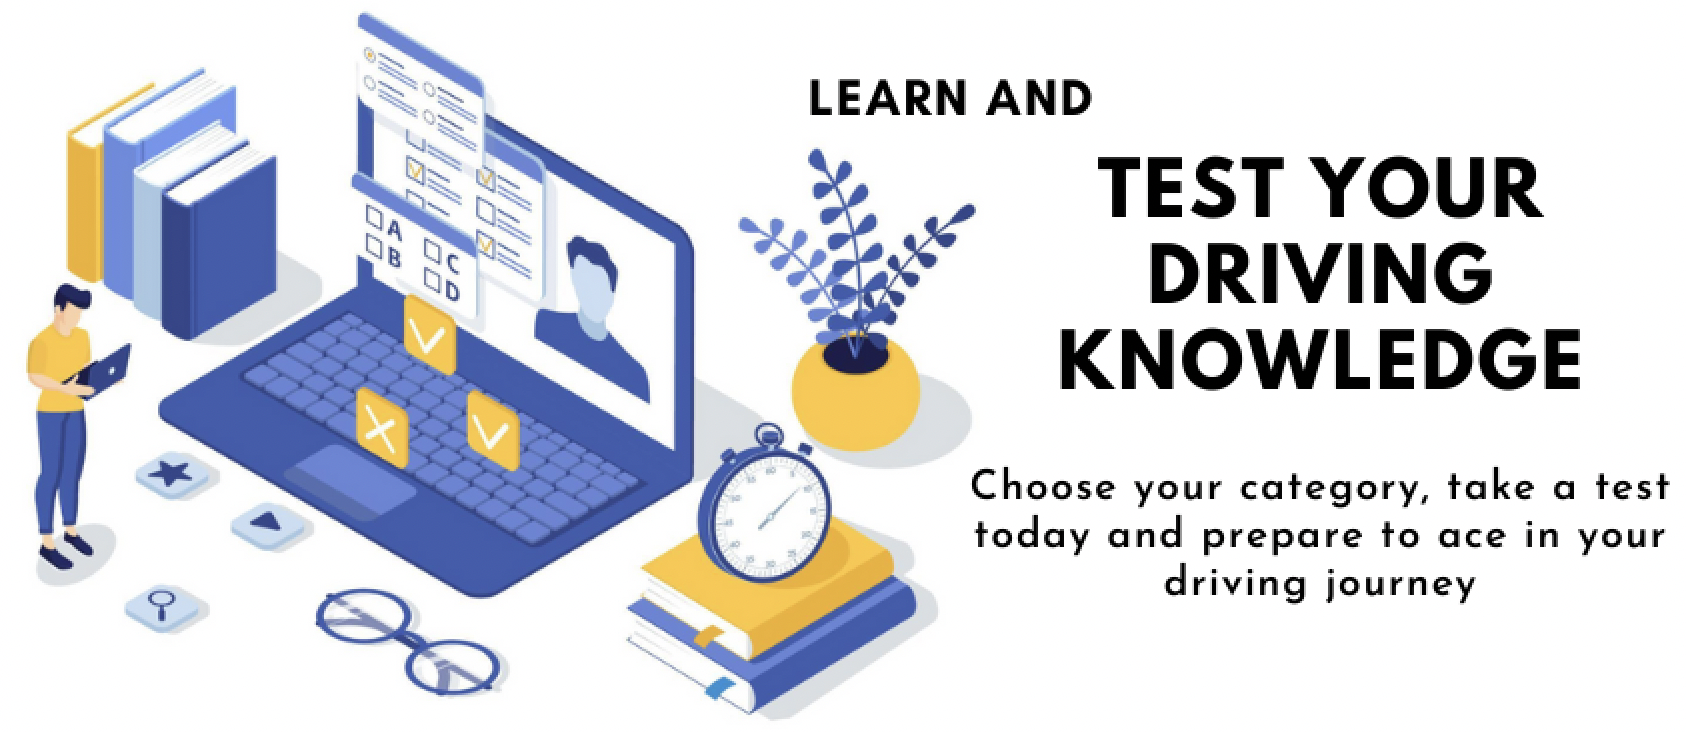 LEARN AND
TEST YOUR
DRIVING
KNOWLEDGE
Choose your category, take a test
today and prepare to ace in your
driving journey
A
B
C
D